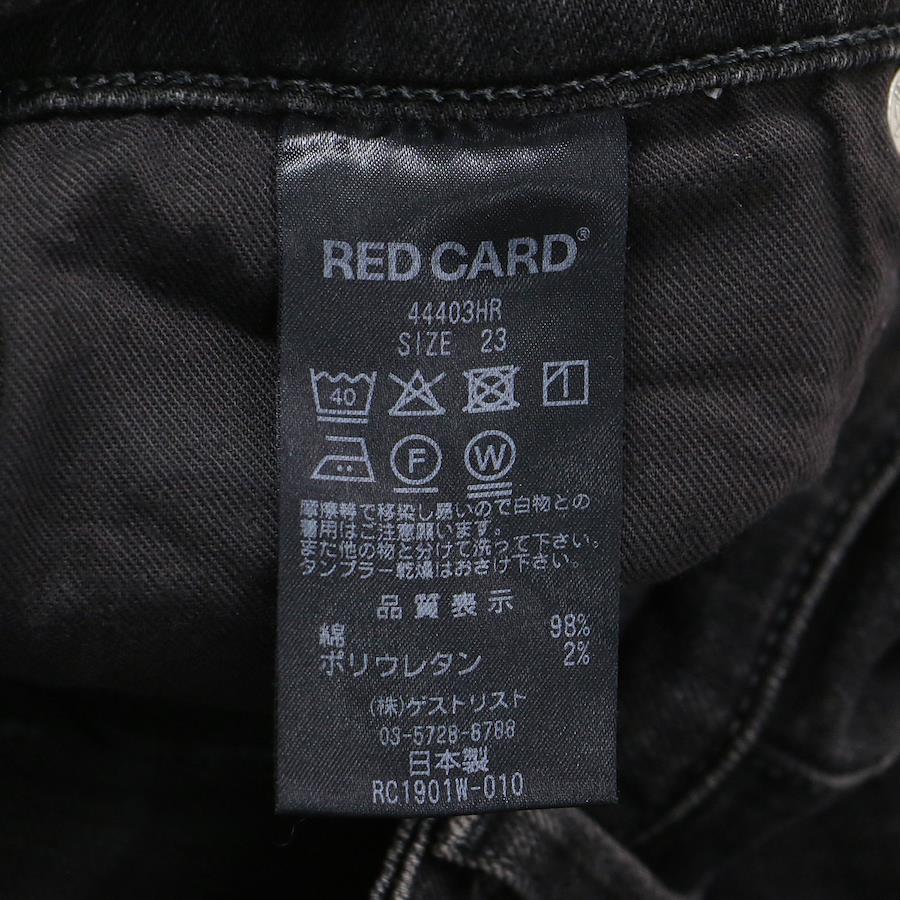 RED CARD®
44403HR
SIZE 23
40
F W
摩擦等で移染し易いので白物との
着用はご注意願います。
また他の物と分けて洗って下さい。
タンブラー乾燥はおさけ下さい。
品質表示
綿 98%
ポリウレタン 2%
(株)ゲストリスト
03-5728-8788
日本製
RC1901W-010